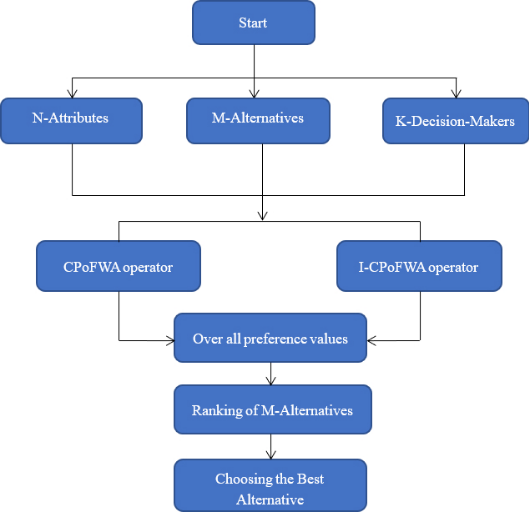 Start
N-Attributes
M-Alternatives
K-Decision-Makers
CPoFWA operator
I-CPoFWA operator
Over all preference values
Ranking of M-Alternatives
Choosing the Best
Alternative